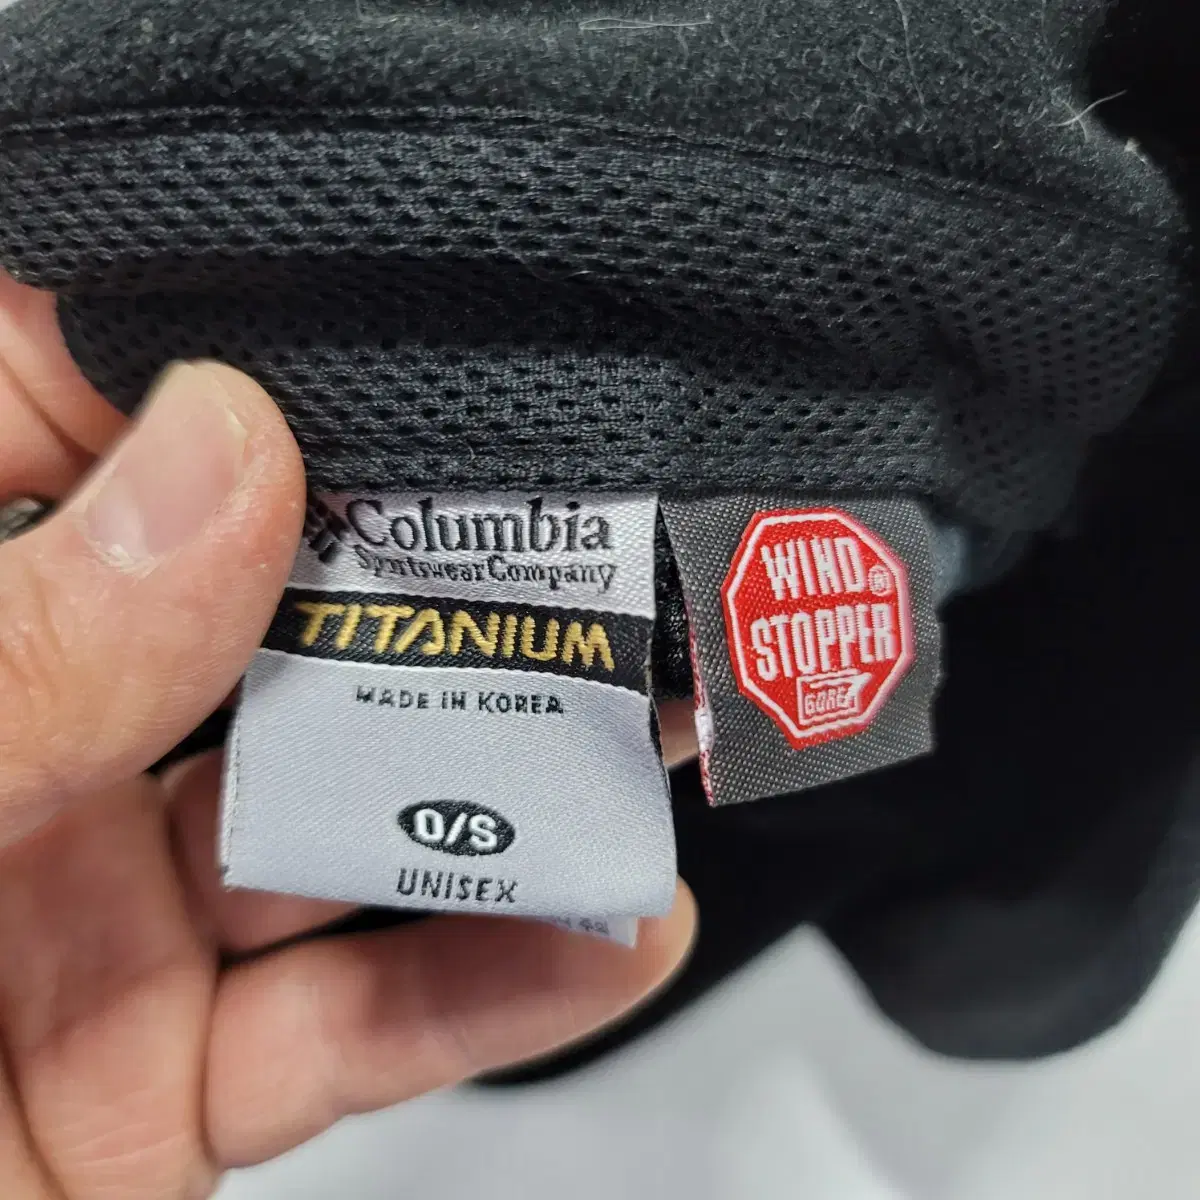 Columbia
Sportswear Company
TITANIUM
MADE IN KOREA
O/S
UNISEX
WIND
STOPPER®
GORE